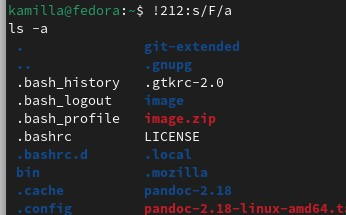 kamilla@fedora:~$ !212:s/F/a
ls -a
. git-extended
.. .gnupg
.bash_history .gtkrc-2.0
.bash_logout image
.bash_profile image.zip
.bashrc LICENSE
.bashrc.d .local
bin .mozilla
.cache pandoc-2.18
.config pandoc-2.18-linux-amd64.t